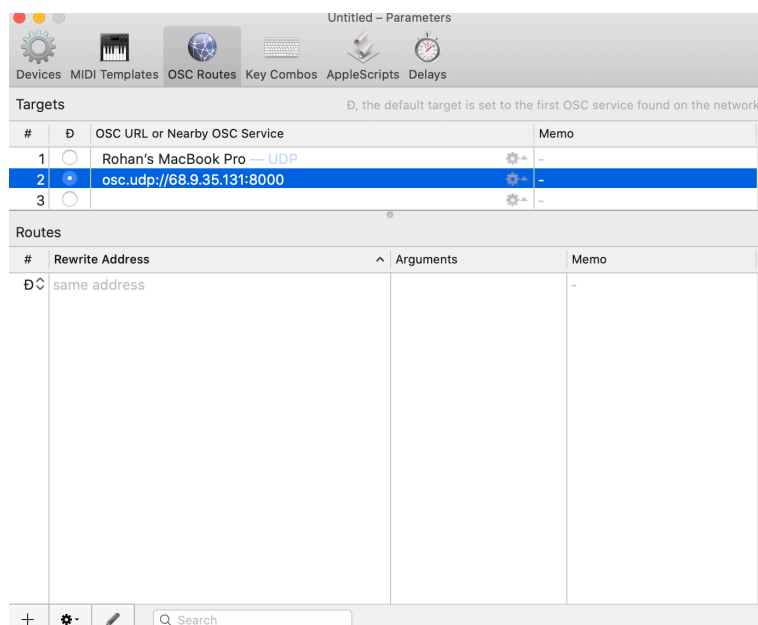 Untitled – Parameters
Devices MIDI Templates OSC Routes Key Combos AppleScripts Delays
Targets Đ, the default target is set to the first OSC service found on the network
# Đ OSC URL or Nearby OSC Service Memo
1 Rohan's MacBook Pro — UDP -
2 osc.udp://68.9.35.131:8000 -
3 -
Routes
# Rewrite Address Arguments Memo
Đ same address -
Search